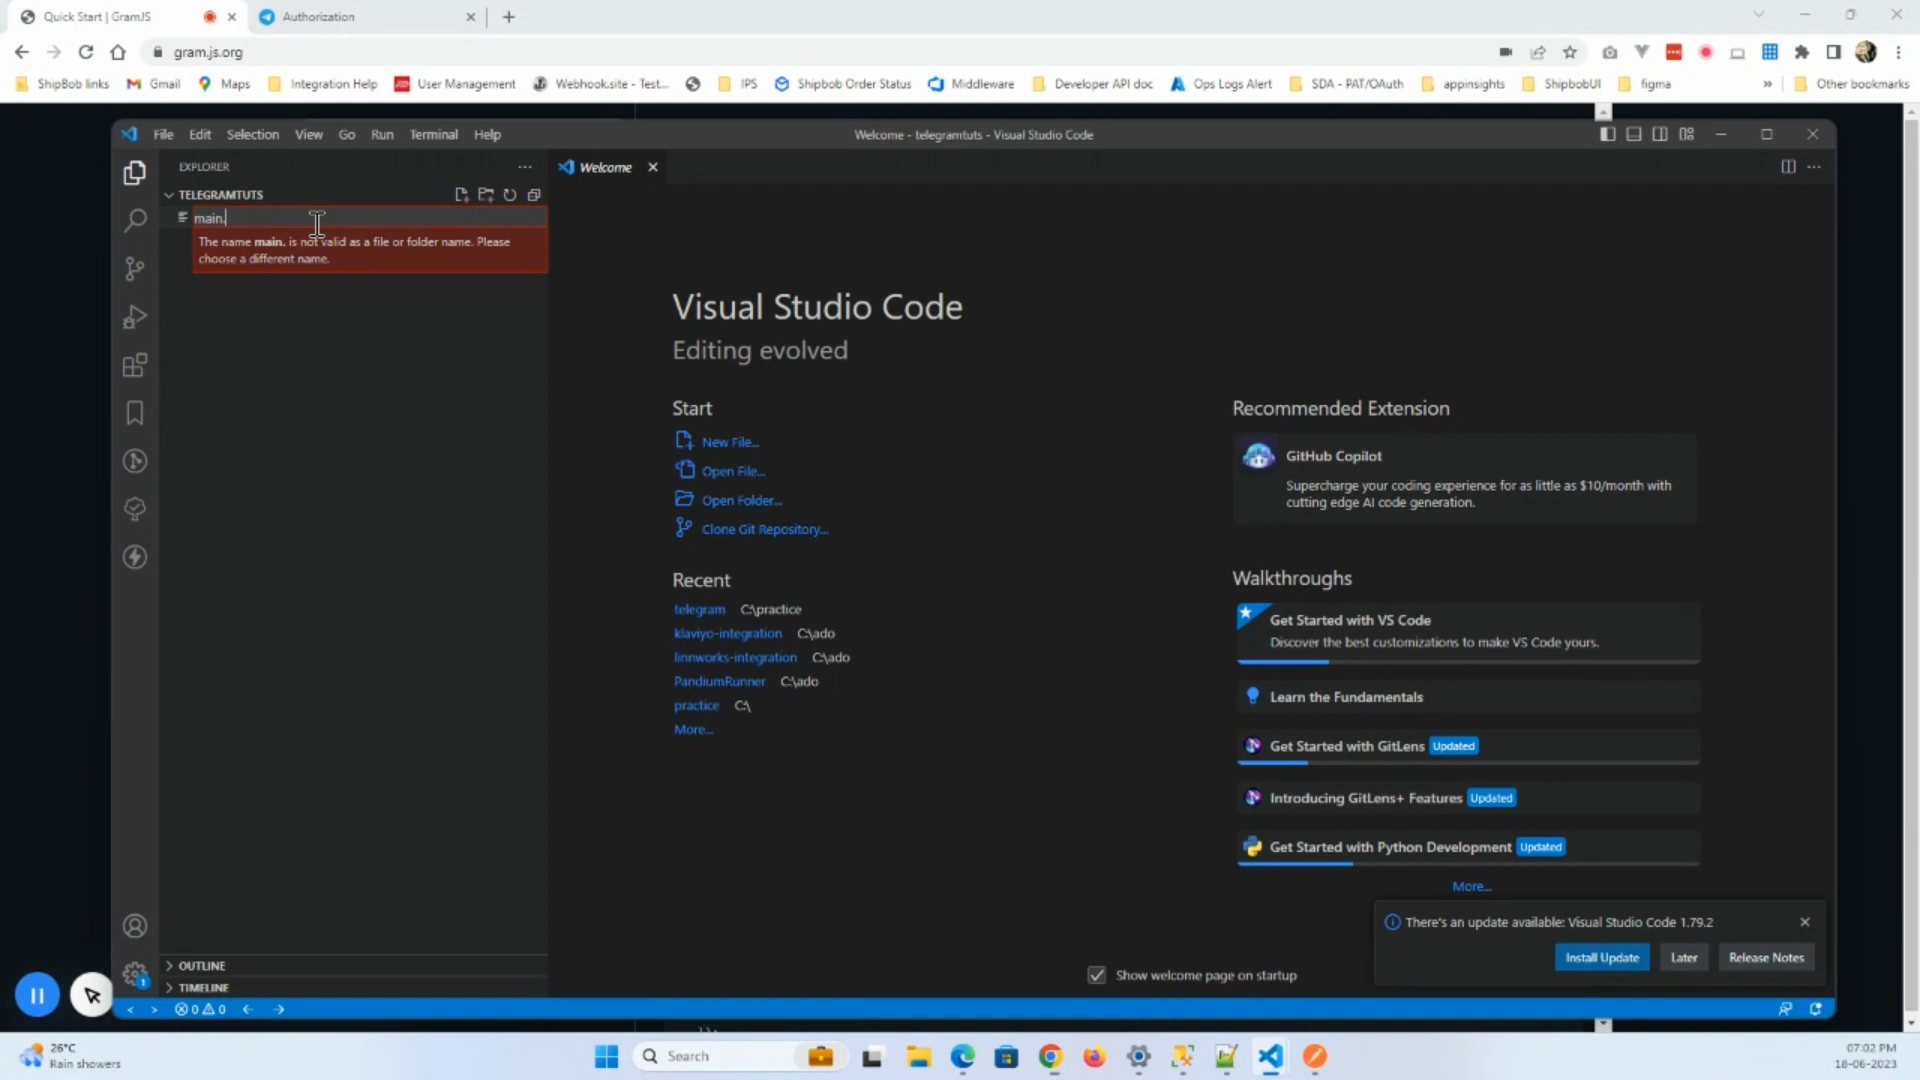 Quick Start | GramJS
Authorization
gram.js.org
ShipBob links
Gmail
Maps
Integration Help
User Management
Webhook.site - Test...
IPS
Shipbob Order Status
Middleware
Developer API doc
Ops Logs Alert
SDA - PAT/OAuth
appinsights
ShipbobUI
figma
»
Other bookmarks
File Edit Selection View Go Run Terminal Help
Welcome - telegramtuts - Visual Studio Code
EXPLORER
Welcome
TELEGRAMTUTS
main.
The name main. is not valid as a file or folder name. Please
choose a different name.
Visual Studio Code
Editing evolved
Start
New File...
Open File...
Open Folder...
Clone Git Repository...
Recent
telegram C:\practice
klaviyo-integration C:\ado
linnworks-integration C:\ado
PandiumRunner C:\ado
practice C:\
More...
Recommended Extension
GitHub Copilot
Supercharge your coding experience for as little as $10/month with
cutting edge AI code generation.
Walkthroughs
Get Started with VS Code
Discover the best customizations to make VS Code yours.
Learn the Fundamentals
Get Started with GitLens Updated
Introducing GitLens+ Features Updated
Get Started with Python Development Updated
More...
There's an update available: Visual Studio Code 1.79.2
Install Update
Later
Release Notes
Show welcome page on startup
OUTLINE
TIMELINE
1
0 0
26°C
Rain showers
Search
07:02 PM
18-06-2023